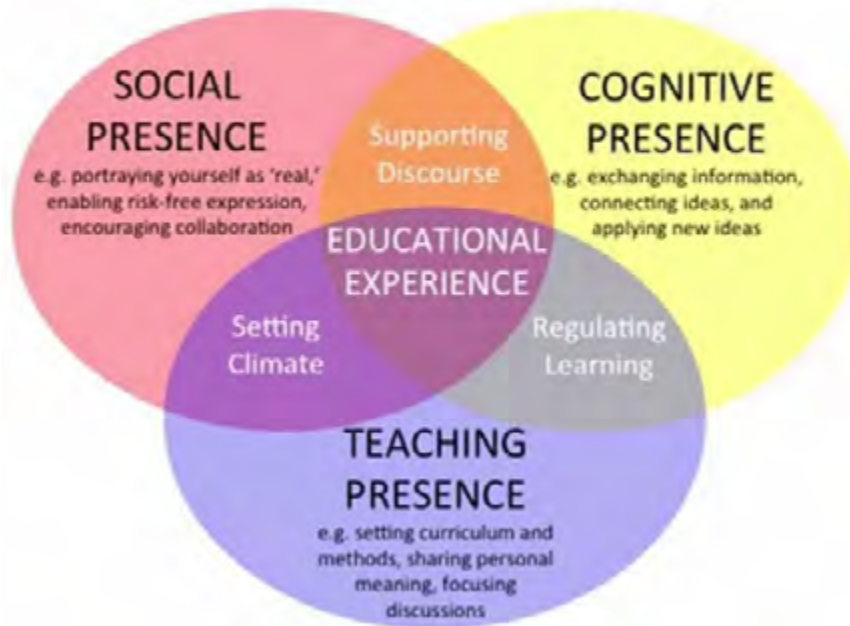 SOCIAL
PRESENCE
e.g. portraying yourself as 'real,'
enabling risk-free expression,
encouraging collaboration
Supporting
Discourse
COGNITIVE
PRESENCE
e.g. exchanging information,
connecting ideas, and
applying new ideas
EDUCATIONAL
EXPERIENCE
Setting
Climate
Regulating
Learning
TEACHING
PRESENCE
e.g. setting curriculum and
methods, sharing personal
meaning, focusing
discussions